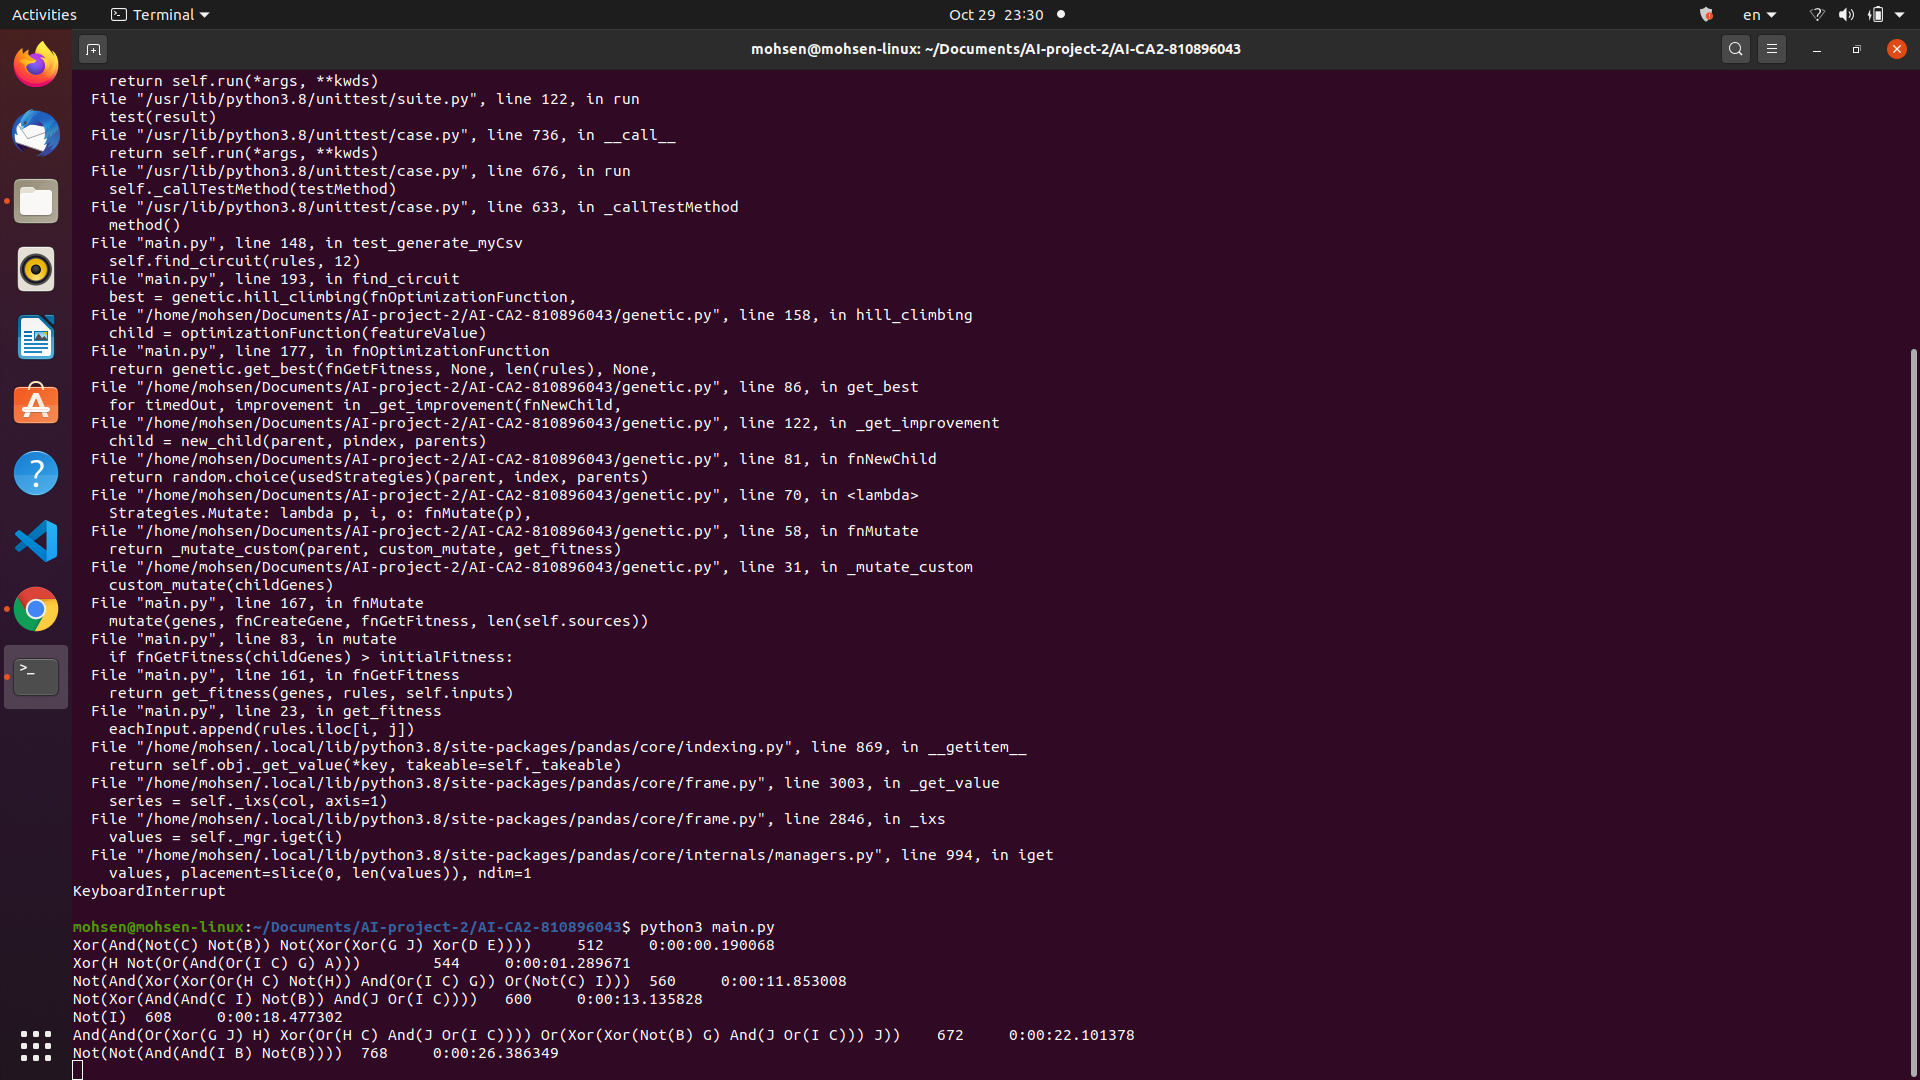 Activities
Terminal
Oct 29 23:30
en
mohsen@mohsen-linux: ~/Documents/AI-project-2/AI-CA2-810896043
return self.run(*args, **kwds)
File "/usr/lib/python3.8/unittest/suite.py", line 122, in run
test(result)
File "/usr/lib/python3.8/unittest/case.py", line 736, in __call__
return self.run(*args, **kwds)
File "/usr/lib/python3.8/unittest/case.py", line 676, in run
self._callTestMethod(testMethod)
File "/usr/lib/python3.8/unittest/case.py", line 633, in _callTestMethod
method()
File "main.py", line 148, in test_generate_myCsv
self.find_circuit(rules, 12)
File "main.py", line 193, in find_circuit
best = genetic.hill_climbing(fnOptimizationFunction,
File "/home/mohsen/Documents/AI-project-2/AI-CA2-810896043/genetic.py", line 158, in hill_climbing
child = optimizationFunction(featureValue)
File "main.py", line 177, in fnOptimizationFunction
return genetic.get_best(fnGetFitness, None, len(rules), None,
File "/home/mohsen/Documents/AI-project-2/AI-CA2-810896043/genetic.py", line 86, in get_best
for timedOut, improvement in _get_improvement(fnNewChild,
File "/home/mohsen/Documents/AI-project-2/AI-CA2-810896043/genetic.py", line 122, in _get_improvement
child = new_child(parent, pindex, parents)
File "/home/mohsen/Documents/AI-project-2/AI-CA2-810896043/genetic.py", line 81, in fnNewChild
return random.choice(usedStrategies)(parent, index, parents)
File "/home/mohsen/Documents/AI-project-2/AI-CA2-810896043/genetic.py", line 70, in <lambda>
Strategies.Mutate: lambda p, i, o: fnMutate(p),
File "/home/mohsen/Documents/AI-project-2/AI-CA2-810896043/genetic.py", line 58, in fnMutate
return _mutate_custom(parent, custom_mutate, get_fitness)
File "/home/mohsen/Documents/AI-project-2/AI-CA2-810896043/genetic.py", line 31, in _mutate_custom
custom_mutate(childGenes)
File "main.py", line 167, in fnMutate
mutate(genes, fnCreateGene, fnGetFitness, len(self.sources))
File "main.py", line 83, in mutate
if fnGetFitness(childGenes) > initialFitness:
File "main.py", line 161, in fnGetFitness
return get_fitness(genes, rules, self.inputs)
File "main.py", line 23, in get_fitness
eachInput.append(rules.iloc[i, j])
File "/home/mohsen/.local/lib/python3.8/site-packages/pandas/core/indexing.py", line 869, in __getitem__
return self.obj._get_value(*key, takeable=self._takeable)
File "/home/mohsen/.local/lib/python3.8/site-packages/pandas/core/frame.py", line 3003, in _get_value
series = self._ixs(col, axis=1)
File "/home/mohsen/.local/lib/python3.8/site-packages/pandas/core/frame.py", line 2846, in _ixs
values = self._mgr.iget(i)
File "/home/mohsen/.local/lib/python3.8/site-packages/pandas/core/internals/managers.py", line 994, in iget
values, placement=slice(0, len(values)), ndim=1
KeyboardInterrupt
mohsen@mohsen-linux:~/Documents/AI-project-2/AI-CA2-810896043$ python3 main.py
Xor(And(Not(C) Not(B)) Not(Xor(Xor(G J) Xor(D E)))) 512 0:00:00.190068
Xor(H Not(Or(And(Or(I C) G) A))) 544 0:00:01.289671
Not(And(Xor(Xor(Or(H C) Not(H)) And(Or(I C) G)) Or(Not(C) I))) 560 0:00:11.853008
Not(Xor(And(And(C I) Not(B)) And(J Or(I C)))) 600 0:00:13.135828
Not(I) 608 0:00:18.477302
And(And(Or(Xor(G J) H) Xor(Or(H C) And(J Or(I C)))) Or(Xor(Xor(Not(B) G) And(J Or(I C))) J)) 672 0:00:22.101378
Not(Not(And(And(I B) Not(B)))) 768 0:00:26.386349